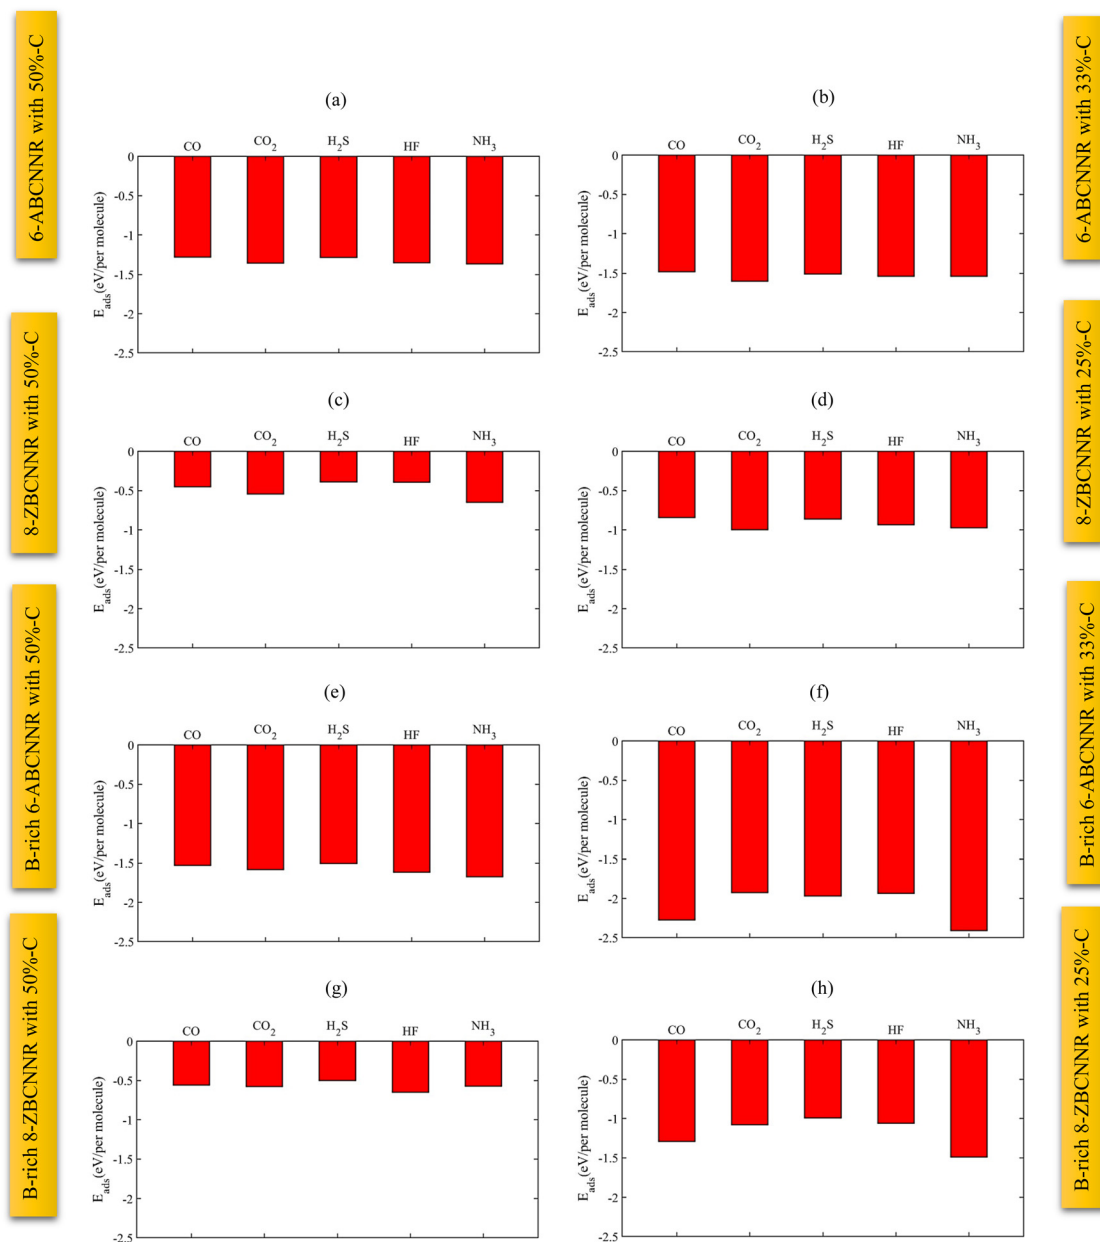 6-ABCNNR with 50%-C
(a)
CO CO2 H2S HF NH3
0
-0.5
-1
-1.5
-2
-2.5
Eads(eV/per molecule)
6-ABCNNR with 33%-C
(b)
CO CO2 H2S HF NH3
0
-0.5
-1
-1.5
-2
-2.5
Eads(eV/per molecule)
8-ZBCNNR with 50%-C
(c)
CO CO2 H2S HF NH3
0
-0.5
-1
-1.5
-2
-2.5
Eads(eV/per molecule)
8-ZBCNNR with 25%-C
(d)
CO CO2 H2S HF NH3
0
-0.5
-1
-1.5
-2
-2.5
Eads(eV/per molecule)
B-rich 6-ABCNNR with 50%-C
(e)
CO CO2 H2S HF NH3
0
-0.5
-1
-1.5
-2
-2.5
Eads(eV/per molecule)
B-rich 6-ABCNNR with 33%-C
(f)
CO CO2 H2S HF NH3
0
-0.5
-1
-1.5
-2
-2.5
Eads(eV/per molecule)
B-rich 8-ZBCNNR with 50%-C
(g)
CO CO2 H2S HF NH3
0
-0.5
-1
-1.5
-2
-2.5
Eads(eV/per molecule)
B-rich 8-ZBCNNR with 25%-C
(h)
CO CO2 H2S HF NH3
0
-0.5
-1
-1.5
-2
-2.5
Eads(eV/per molecule)